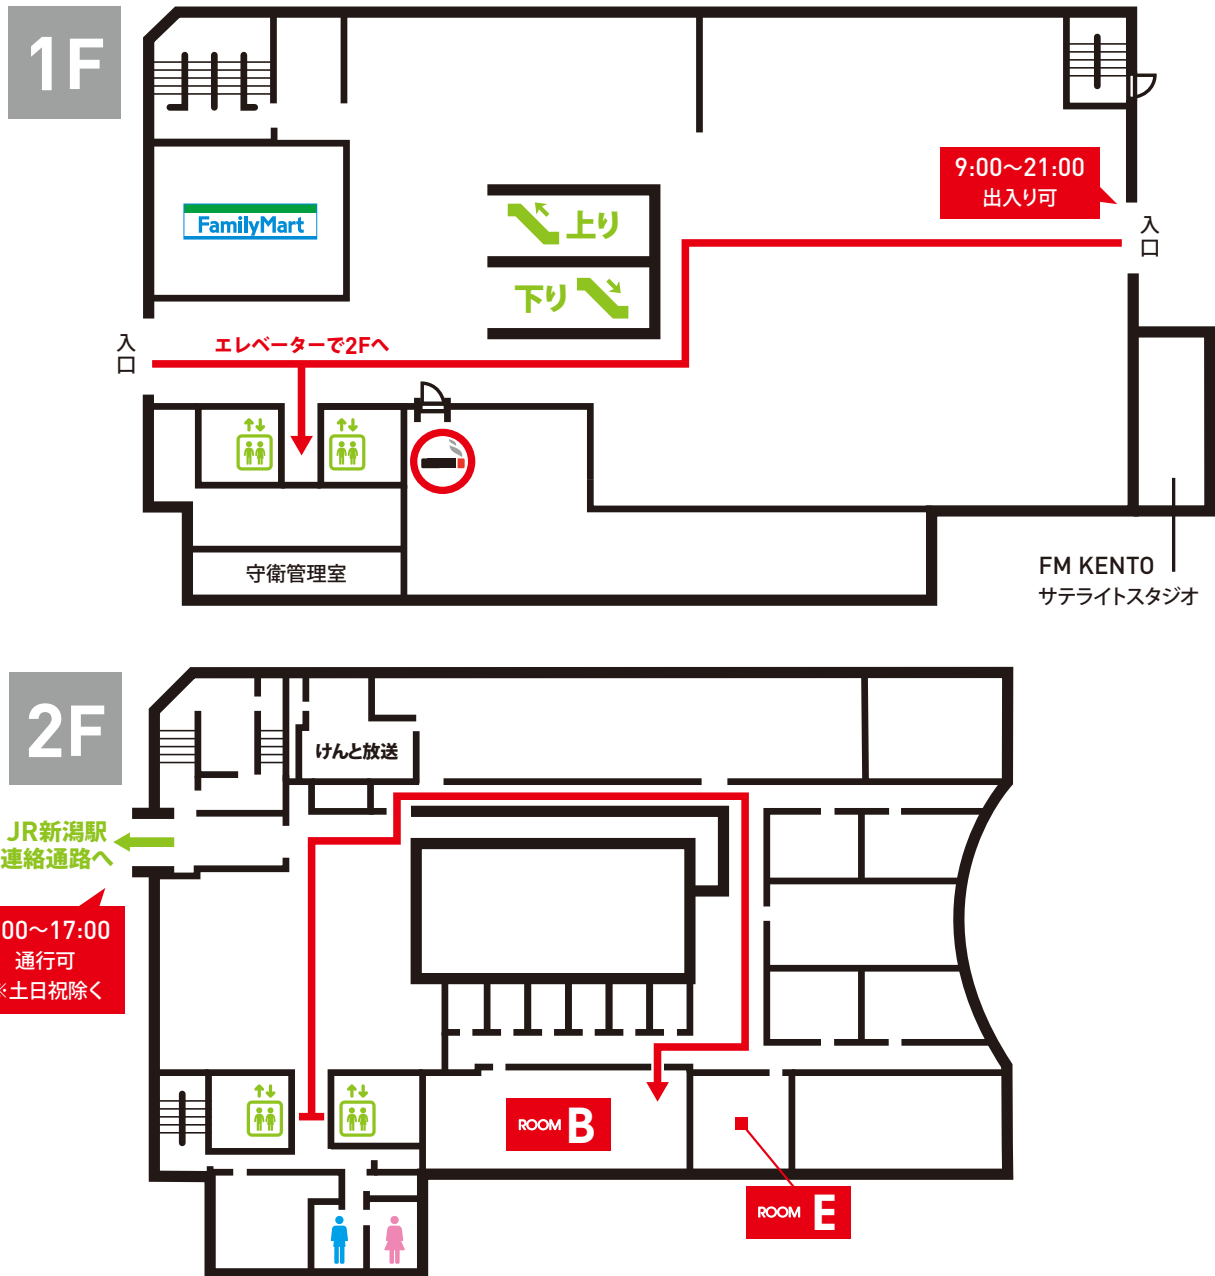 1F
FamilyMart
上り
下り
9:00〜21:00
出入り可
入
口
入
口
エレベーターで2Fへ
守衛管理室
FM KENTO
サテライトスタジオ
2F
けんと放送
JR新潟駅
連絡通路へ
00〜17:00
通行可
※土日祝除く
ROOM B
ROOM E